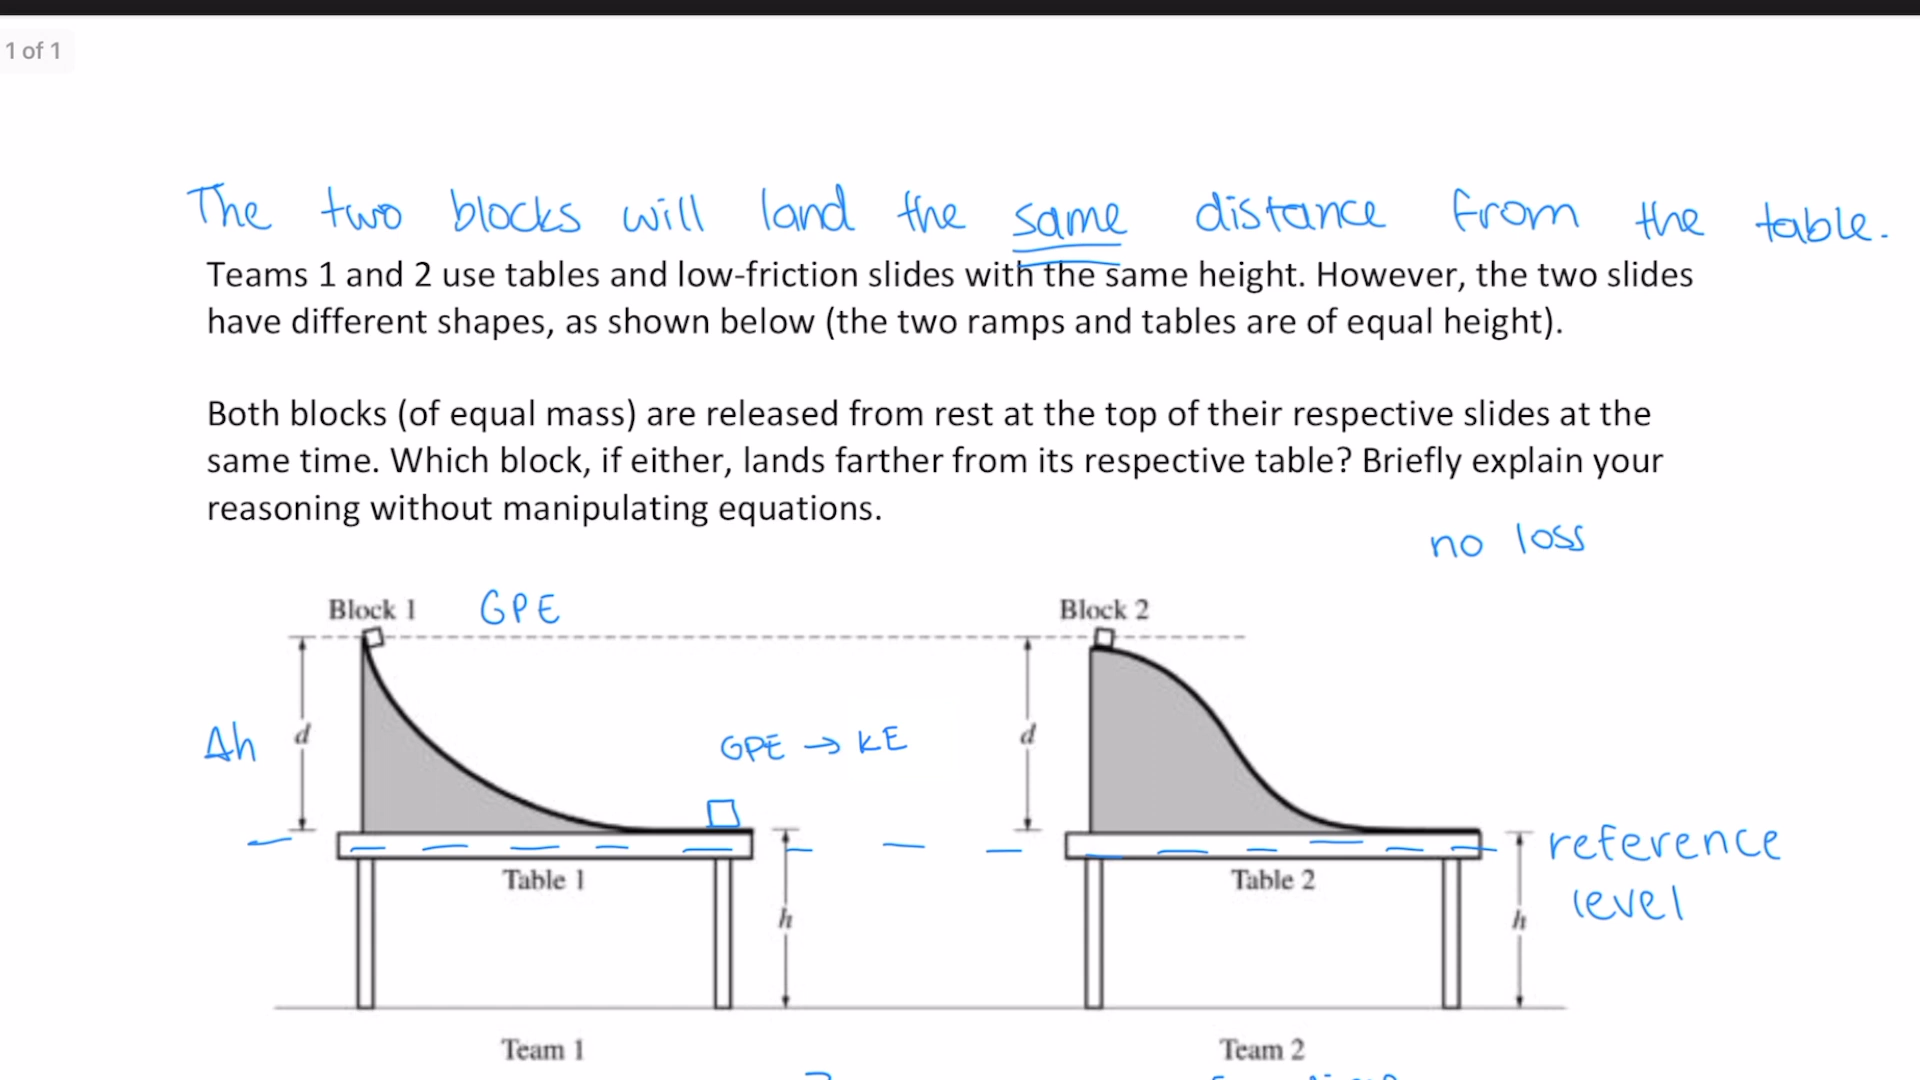 1 of 1
The two blocks will land the same distance from the table.
Teams 1 and 2 use tables and low-friction slides with the same height. However, the two slides
have different shapes, as shown below (the two ramps and tables are of equal height).
Both blocks (of equal mass) are released from rest at the top of their respective slides at the
same time. Which block, if either, lands farther from its respective table? Briefly explain your
reasoning without manipulating equations.
no loss
Block 1 GPE Block 2
Δh d GPE → KE d
reference
Table 1 Table 2
level
h h
Team 1 Team 2